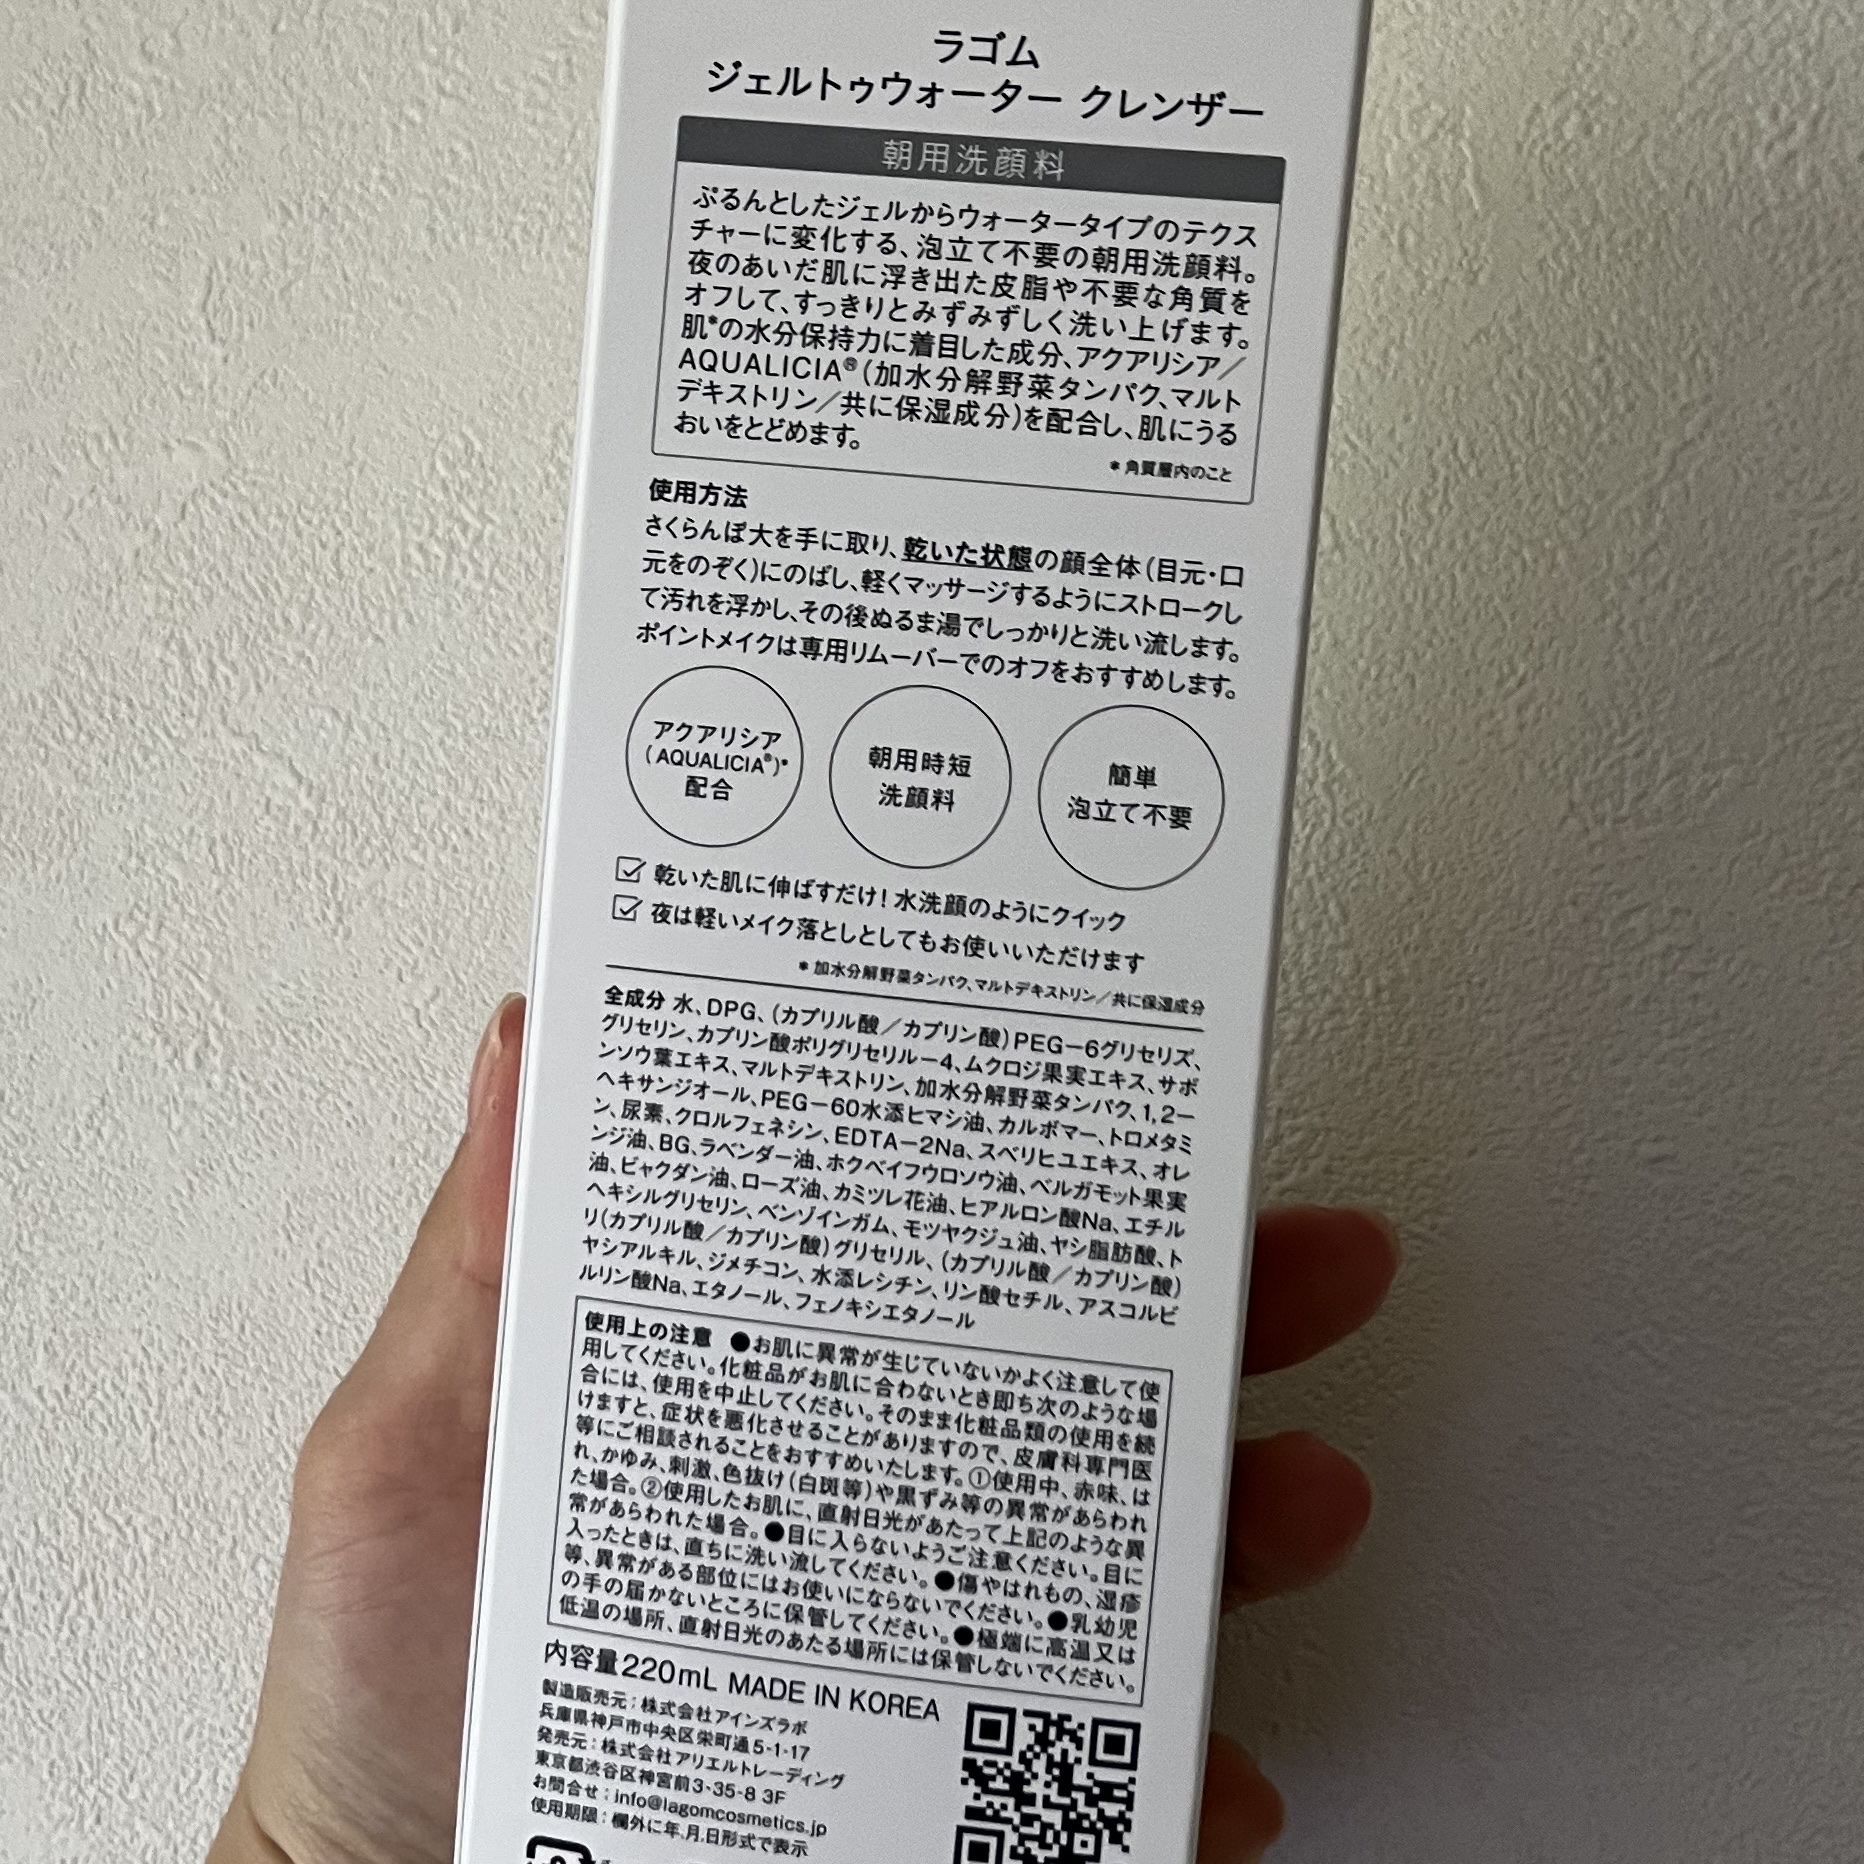 ラゴム
ジェルトゥウォーター クレンザー
朝用洗顔料
ぷるんとしたジェルからウォータータイプのテクス
チャーに変化する、泡立て不要の朝用洗顔料。
夜のあいだ肌に浮き出た皮脂や不要な角質を
オフして、すっきりとみずみずしく洗い上げます。
肌*の水分保持力に着目した成分、アクアリシア／
AQUALICIA®(加水分解野菜タンパク、マルト
デキストリン／共に保湿成分)を配合し、肌にうる
おいをとどめます。
*角質層内のこと
使用方法
さくらんぼ大を手に取り、乾いた状態の顔全体(目元・口
元をのぞく)にのばし、軽くマッサージするようにストロークし
て汚れを浮かし、その後ぬるま湯でしっかりと洗い流します。
ポイントメイクは専用リムーバーでのオフをおすすめします。
アクアリシア
(AQUALICIA®)*
配合
朝用時短
洗顔料
簡単
泡立て不要
☑ 乾いた肌に伸ばすだけ！水洗顔のようにクイック
☑ 夜は軽いメイク落としとしてもお使いいただけます
*加水分解野菜タンパク、マルトデキストリン／共に保湿成分
全成分 水、DPG、(カプリル酸／カプリン酸)PEG－6グリセリズ、
グリセリン、カプリン酸ポリグリセリル－4、ムクロジ果実エキス、サボ
ンソウ葉エキス、マルトデキストリン、加水分解野菜タンパク、1,2－
ヘキサンジオール、PEG－60水添ヒマシ油、カルボマー、トロメタミ
ン、尿素、クロルフェネシン、EDTA－2Na、スベリヒユエキス、オレ
ンジ油、BG、ラベンダー油、ホクベイフウロソウ油、ベルガモット果実
油、ビャクダン油、ローズ油、カミツレ花油、ヒアルロン酸Na、エチル
ヘキシルグリセリン、ベンゾインガム、モツヤクジュ油、ヤシ脂肪酸、ト
リ(カプリル酸／カプリン酸)グリセリル、(カプリル酸／カプリン酸)
ヤシアルキル、ジメチコン、水添レシチン、リン酸セチル、アスコルビ
ルリン酸Na、エタノール、フェノキシエタノール
使用上の注意 ●お肌に異常が生じていないかよく注意して使
用してください。化粧品がお肌に合わないとき即ち次のような場
合には、使用を中止してください。そのまま化粧品類の使用を続
けますと、症状を悪化させることがありますので、皮膚科専門医
等にご相談されることをおすすめいたします。①使用中、赤味、は
れ、かゆみ、刺激、色抜け(白斑等)や黒ずみ等の異常があらわれ
た場合。②使用したお肌に、直射日光があたって上記のような異
常があらわれた場合。●目に入らないようご注意ください。目に
入ったときは、直ちに洗い流してください。●傷やはれもの、湿疹
等、異常がある部位にはお使いにならないでください。●乳幼児
の手の届かないところに保管してください。●極端に高温又は
低温の場所、直射日光のあたる場所には保管しないでください。
内容量220mL MADE IN KOREA
製造販売元：株式会社アインズラボ
兵庫県神戸市中央区栄町通5-1-17
発売元：株式会社アリエルトレーディング
東京都渋谷区神宮前3-35-8 3F
お問合せ：info@lagomcosmetics.jp
使用期限：欄外に年.月.日形式で表示